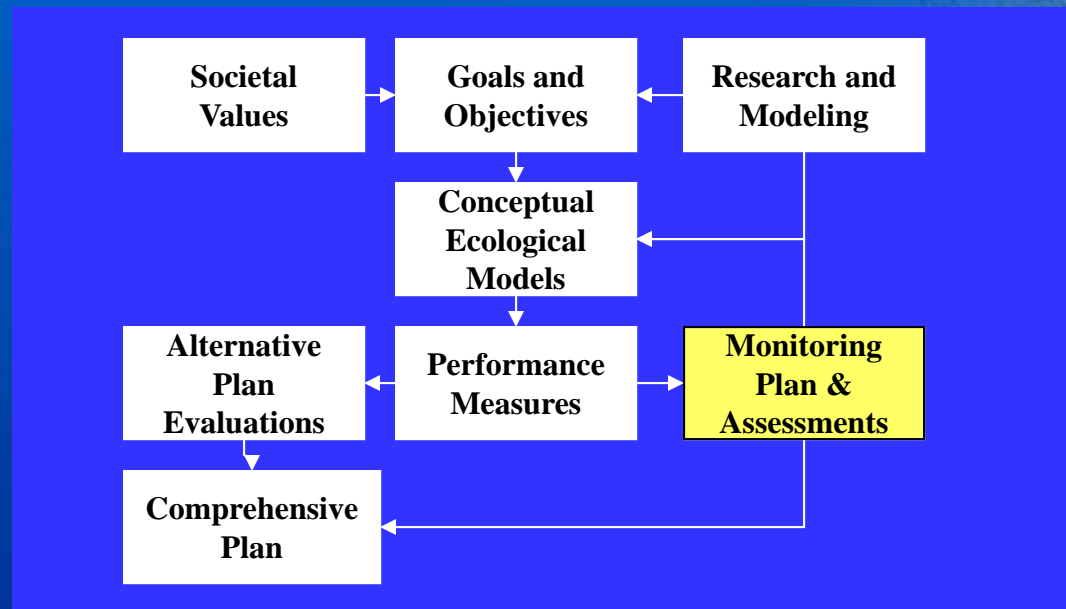 Societal
Values
Goals and
Objectives
Research and
Modeling
Conceptual
Ecological
Models
Alternative
Plan
Evaluations
Performance
Measures
Monitoring
Plan &
Assessments
Comprehensive
Plan